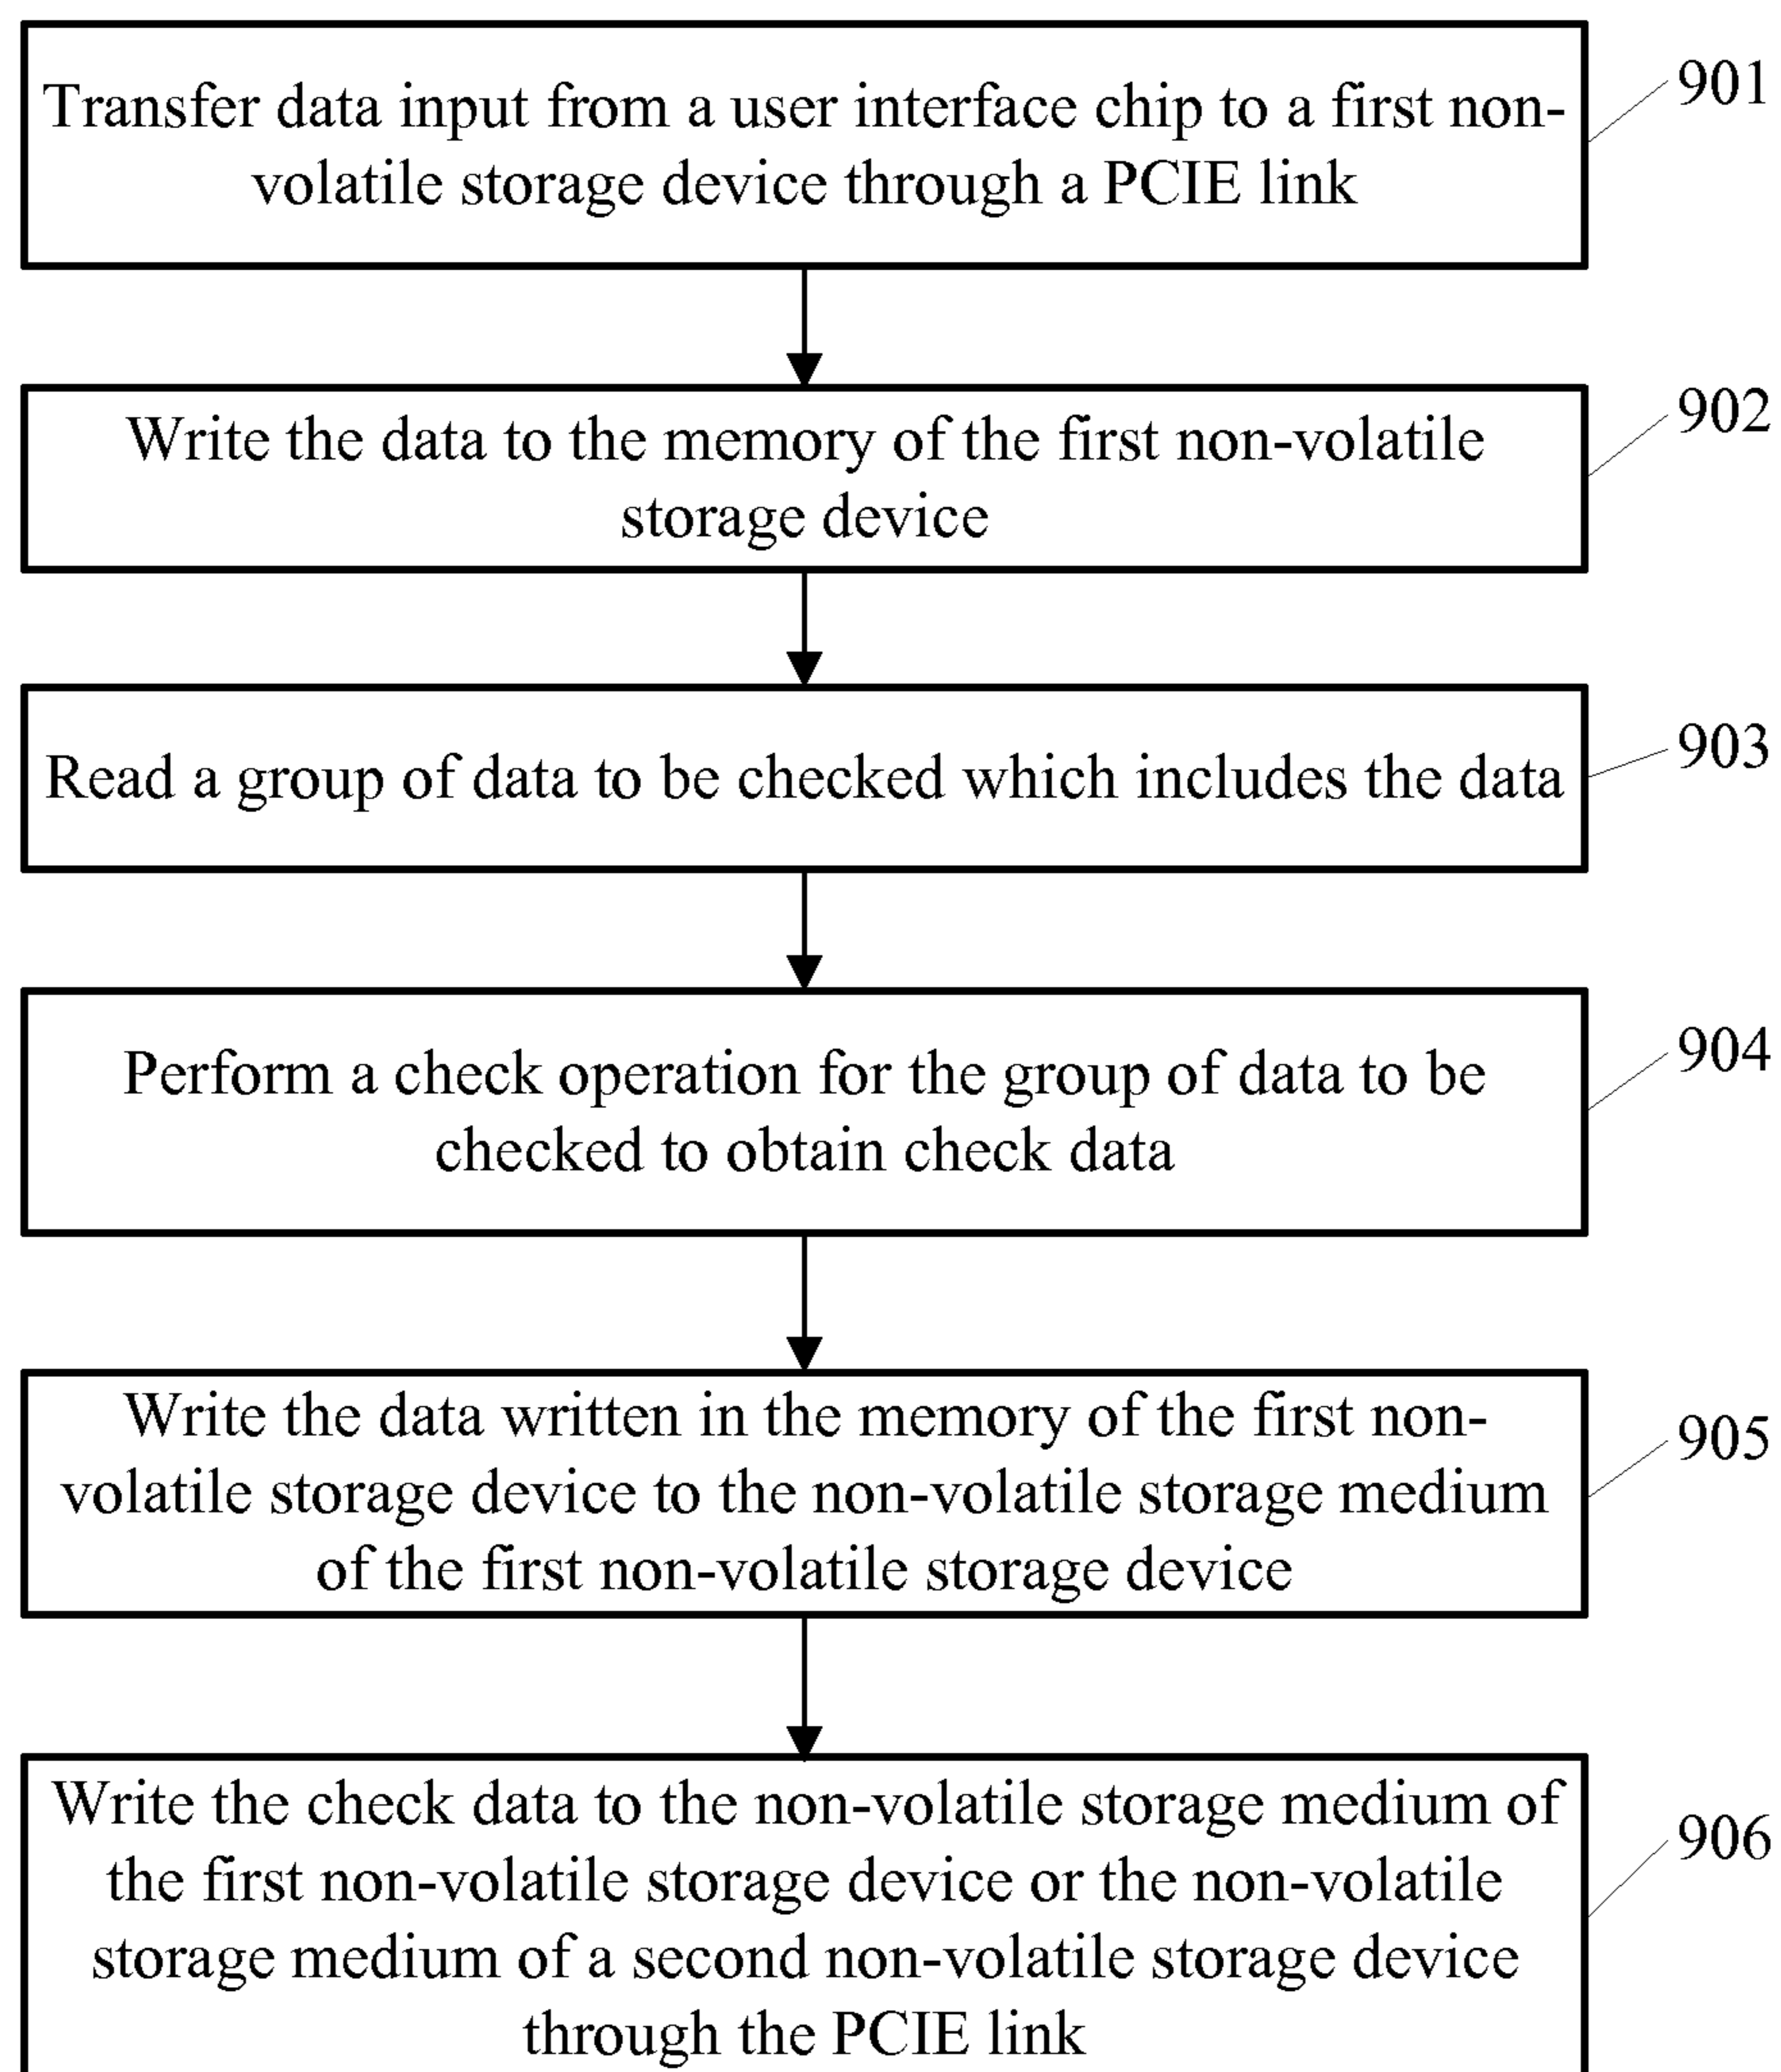 Transfer data input from a user interface chip to a first non-
volatile storage device through a PCIE link
901
Write the data to the memory of the first non-volatile
storage device
902
Read a group of data to be checked which includes the data
903
Perform a check operation for the group of data to be
checked to obtain check data
904
Write the data written in the memory of the first non-
volatile storage device to the non-volatile storage medium
of the first non-volatile storage device
905
Write the check data to the non-volatile storage medium of
the first non-volatile storage device or the non-volatile
storage medium of a second non-volatile storage device
through the PCIE link
906